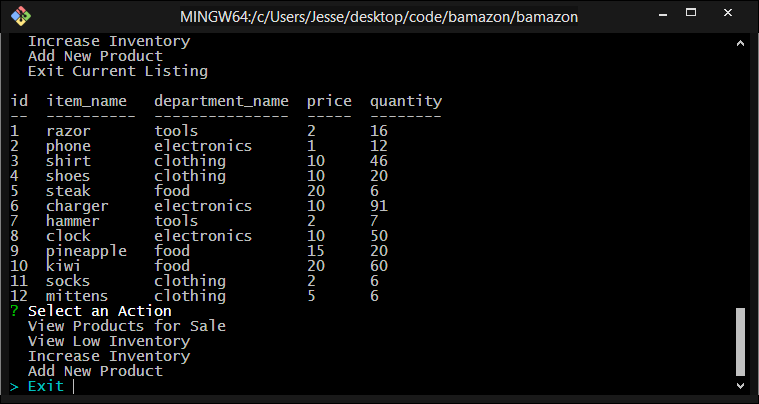 MINGW64:/c/Users/Jesse/desktop/code/bamazon/bamazon
Increase Inventory
Add New Product
Exit Current Listing
id  item_name   department_name  price  quantity
--  ----------  ---------------  -----  --------
1   razor       tools            2      16
2   phone       electronics      1      12
3   shirt       clothing         10     46
4   shoes       clothing         10     20
5   steak       food             20     6
6   charger     electronics      10     91
7   hammer      tools            2      7
8   clock       electronics      10     50
9   pineapple   food             15     20
10  kiwi        food             20     60
11  socks       clothing         2      6
12  mittens     clothing         5      6
? Select an Action
View Products for Sale
View Low Inventory
Increase Inventory
Add New Product
> Exit